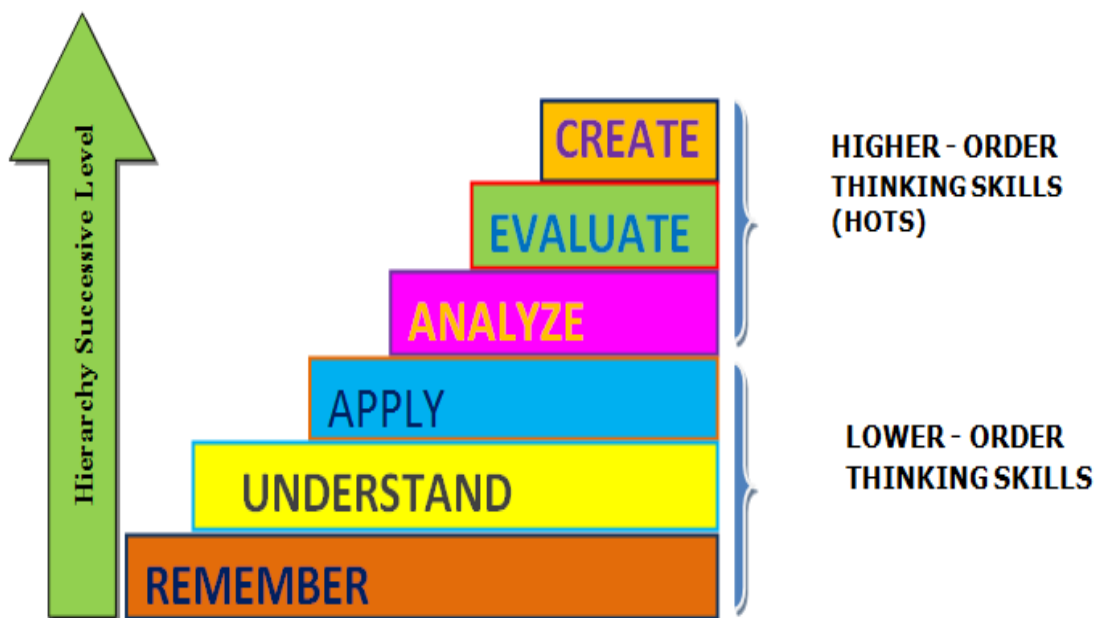 Hierarchy Successive Level
CREATE
EVALUATE
ANALYZE
APPLY
UNDERSTAND
REMEMBER
HIGHER - ORDER
THINKING SKILLS
(HOTS)
LOWER - ORDER
THINKING SKILLS